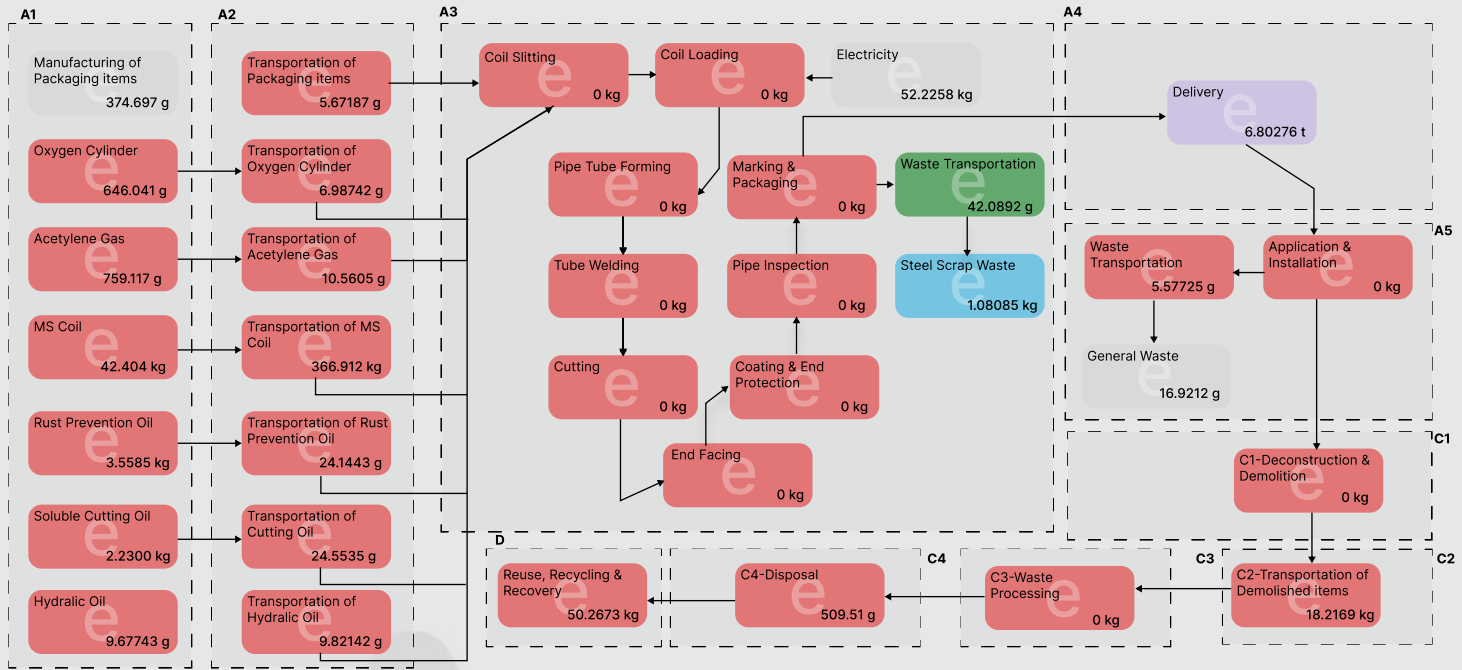 A1
Manufacturing of
Packaging items
374.697 g
Oxygen Cylinder
646.041 g
Acetylene Gas
759.117 g
MS Coil
42.404 kg
Rust Prevention Oil
3.5585 kg
Soluble Cutting Oil
2.2300 kg
Hydralic Oil
9.67743 g
A2
Transportation of
Packaging items
5.67187 g
Transportation of
Oxygen Cylinder
6.98742 g
Transportation of
Acetylene Gas
10.5605 g
Transportation of MS
Coil
366.912 kg
Transportation of Rust
Prevention Oil
24.1443 g
Transportation of
Cutting Oil
24.5535 g
Transportation of
Hydralic Oil
9.82142 g
A3
Coil Slitting
0 kg
Coil Loading
0 kg
Electricity
52.2258 kg
Pipe Tube Forming
0 kg
Marking &
Packaging
0 kg
Waste Transportation
42.0892 g
Tube Welding
0 kg
Pipe Inspection
0 kg
Steel Scrap Waste
1.08085 kg
Cutting
0 kg
Coating & End
Protection
0 kg
End Facing
0 kg
A4
Delivery
6.80276 t
A5
Waste
Transportation
5.57725 g
Application &
Installation
0 kg
General Waste
16.9212 g
C1
C1-Deconstruction &
Demolition
0 kg
C2
C2-Transportation of
Demolished items
18.2169 kg
C3
C3-Waste
Processing
0 kg
C4
C4-Disposal
509.51 g
D
Reuse, Recycling &
Recovery
50.2673 kg